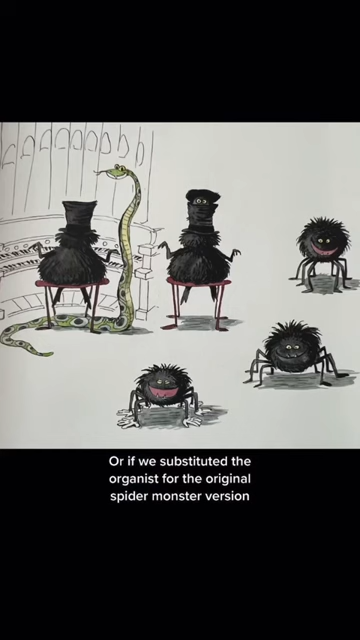 Or if we substituted the
organist for the original
spider monster version